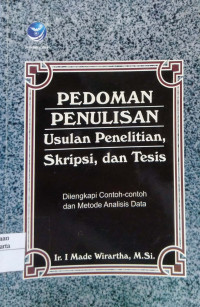 PEDOMAN
PENULISAN
Usulan Penelitian,
Skripsi, dan Tesis
Dilengkapi Contoh-contoh
dan Metode Analisis Data
Ir. I Made Wirartha, M.Si.